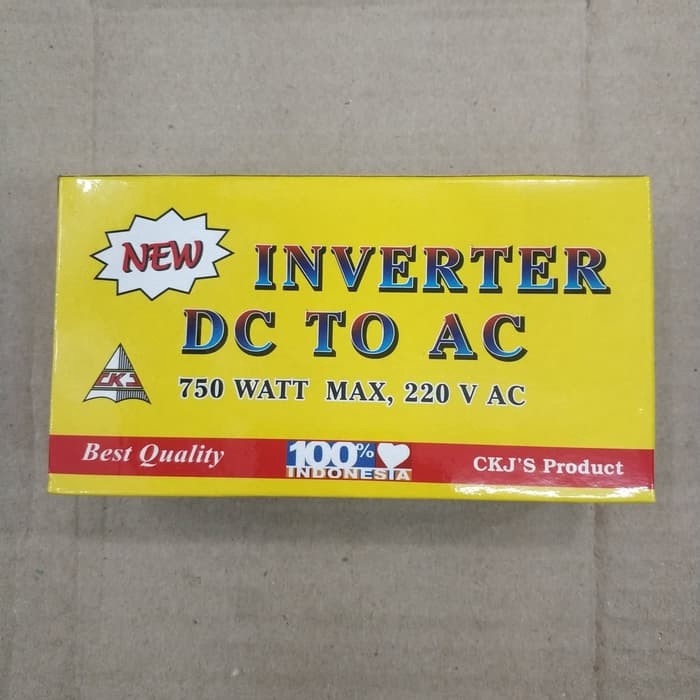 NEW
INVERTER
DC TO AC
CKJ
750 WATT MAX, 220 V AC
Best Quality
100%
INDONESIA
CKJ'S Product